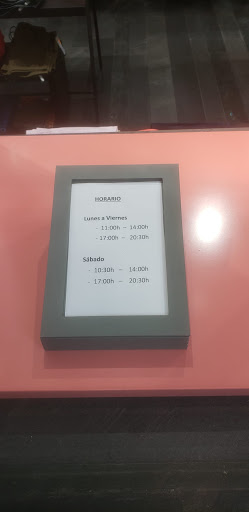 HORARIO
Lunes a Viernes
- 11:00h – 14:00h
- 17:00h – 20:30h
Sábado
- 10:30h – 14:00h
- 17:00h – 20:30h